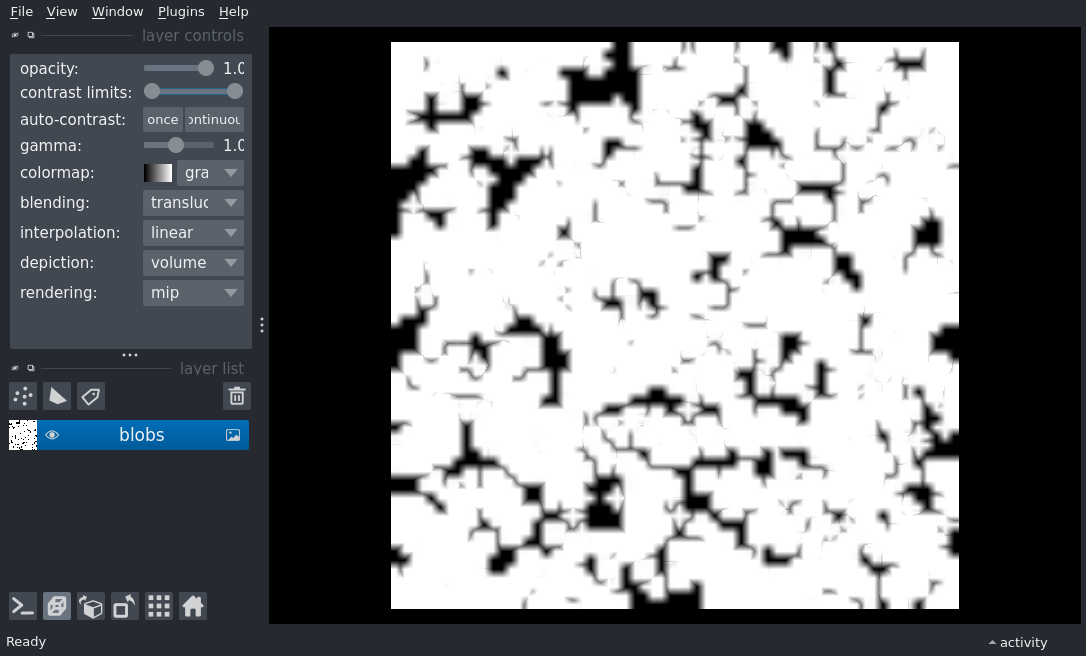 File View Window Plugins Help
layer controls
opacity: 1.0
contrast limits:
auto-contrast: once ontinuou
gamma: 1.0
colormap: gra
blending: transluc
interpolation: linear
depiction: volume
rendering: mip
layer list
blobs
Ready
activity